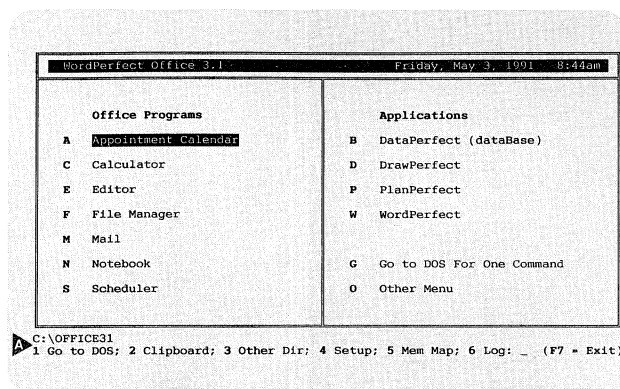 WordPerfect Office 3.1 Friday, May 3, 1991 8:44am
Office Programs Applications
A Appointment Calendar B DataPerfect (dataBase)
C Calculator D DrawPerfect
E Editor P PlanPerfect
F File Manager W WordPerfect
M Mail
N Notebook G Go to DOS For One Command
S Scheduler O Other Menu
C:\OFFICE31
A 1 Go to DOS; 2 Clipboard; 3 Other Dir; 4 Setup; 5 Mem Map; 6 Log: _ (F7 = Exit)